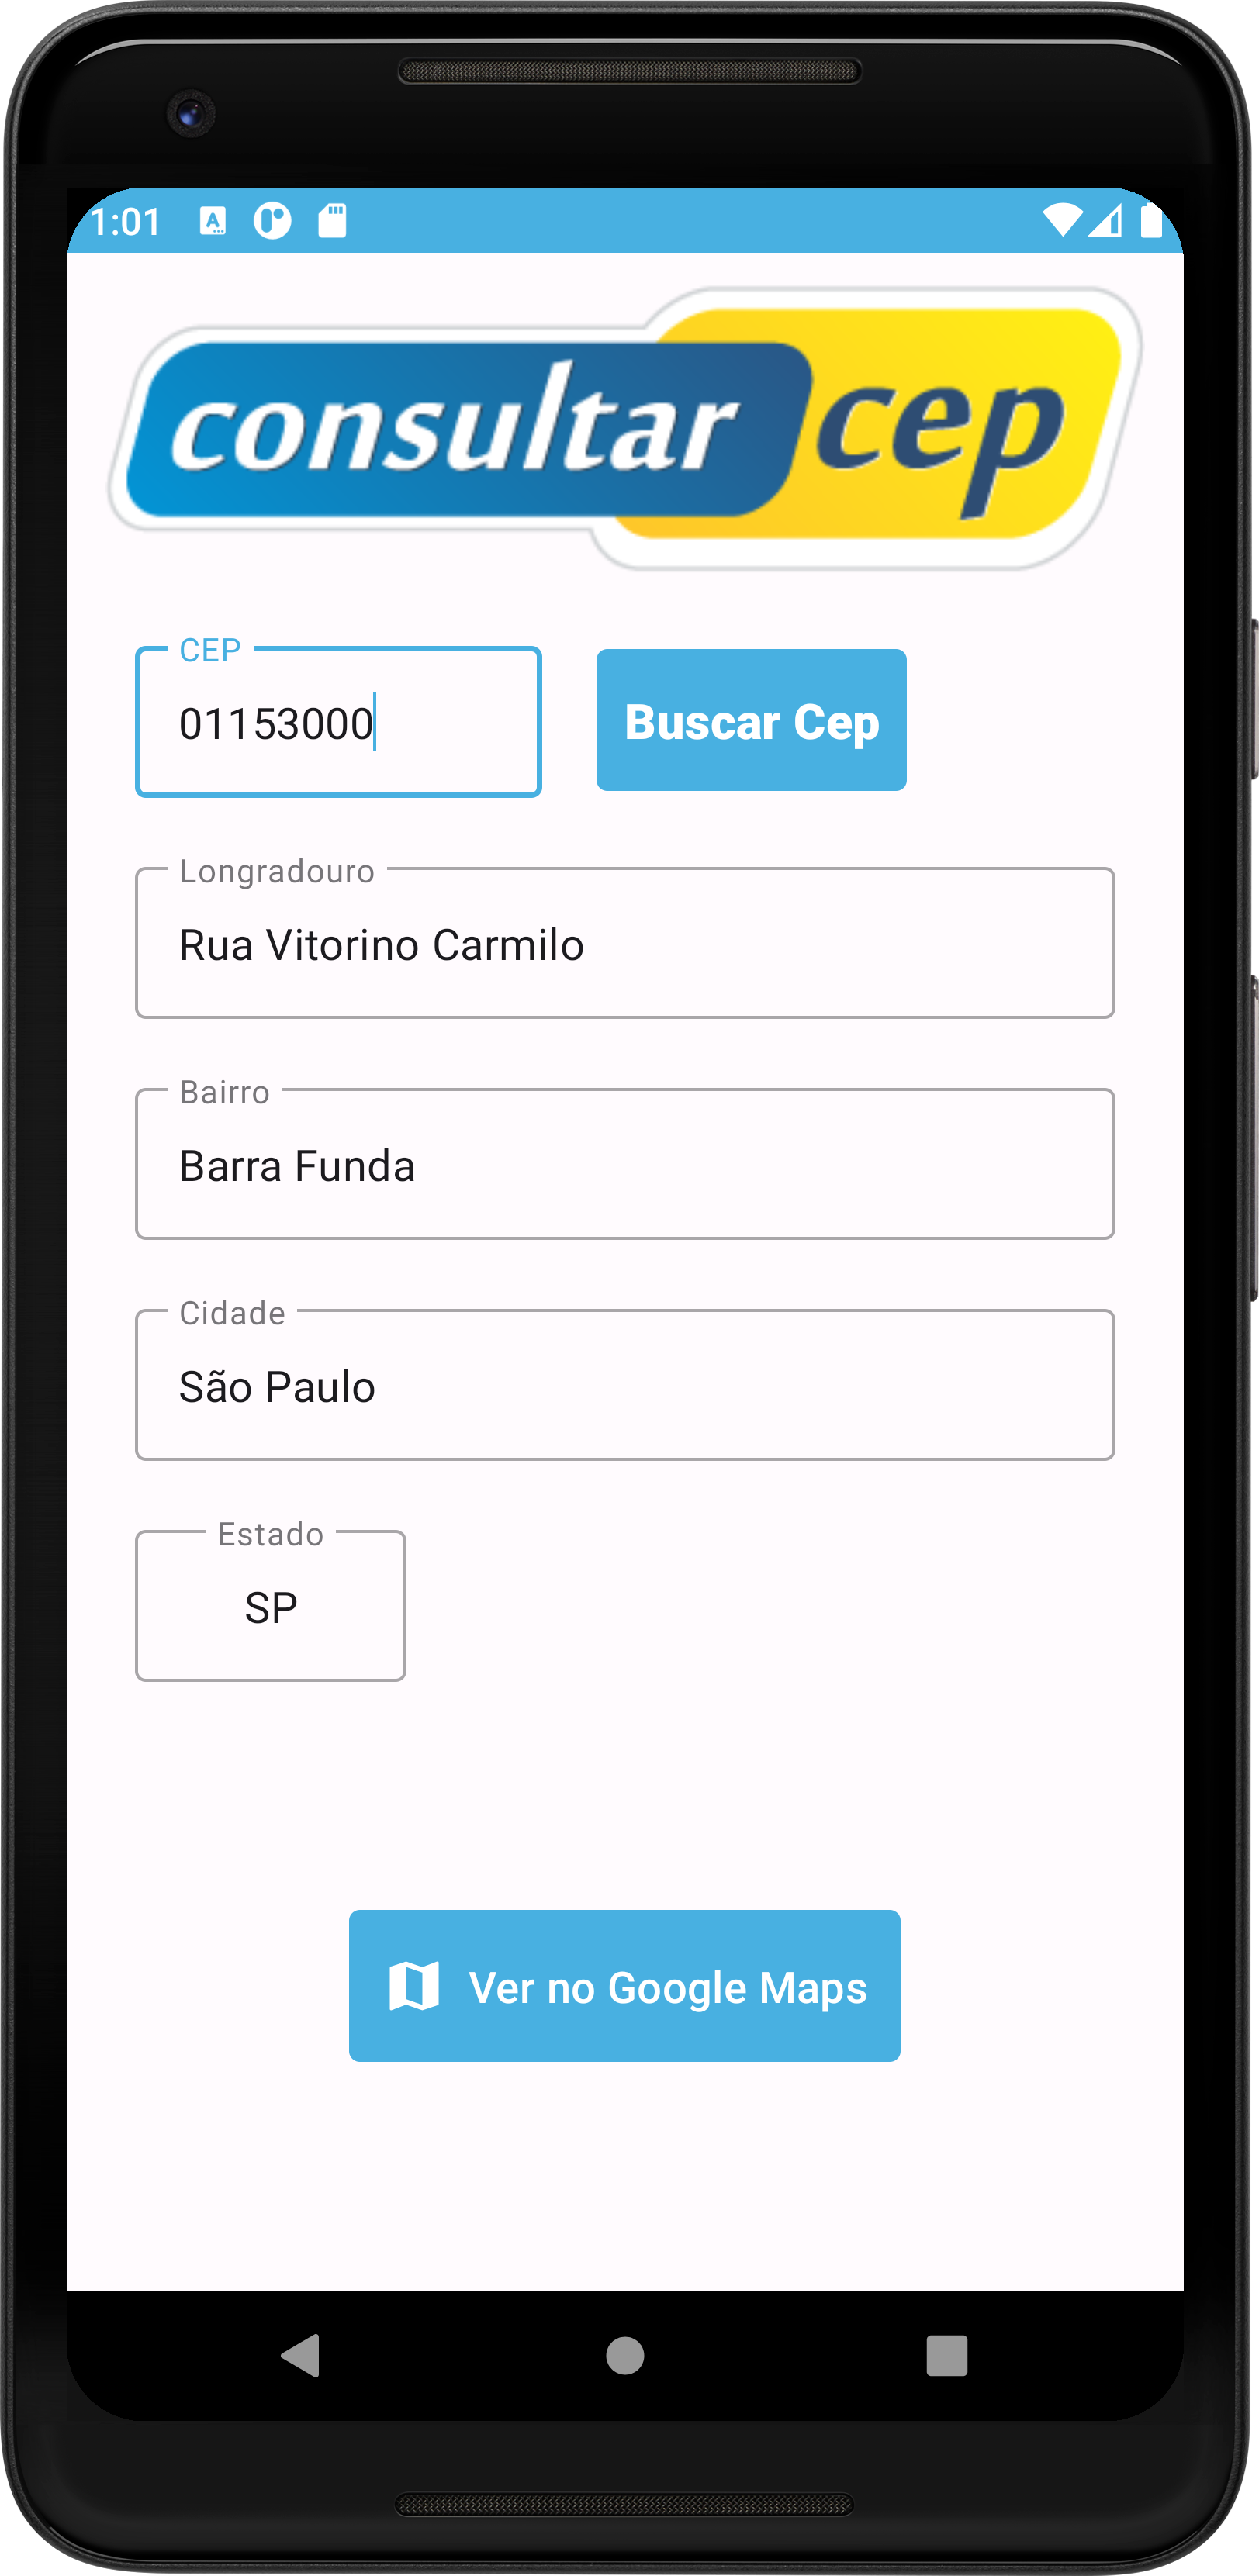 1:01
consultar cep
CEP
01153000
Buscar Cep
Longradouro
Rua Vitorino Carmilo
Bairro
Barra Funda
Cidade
São Paulo
Estado
SP
Ver no Google Maps